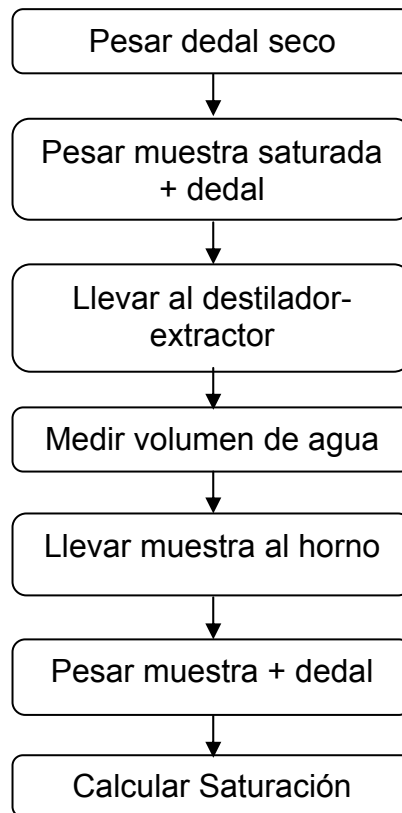 Pesar dedal seco
Pesar muestra saturada
+ dedal
Llevar al destilador-
extractor
Medir volumen de agua
Llevar muestra al horno
Pesar muestra + dedal
Calcular Saturación